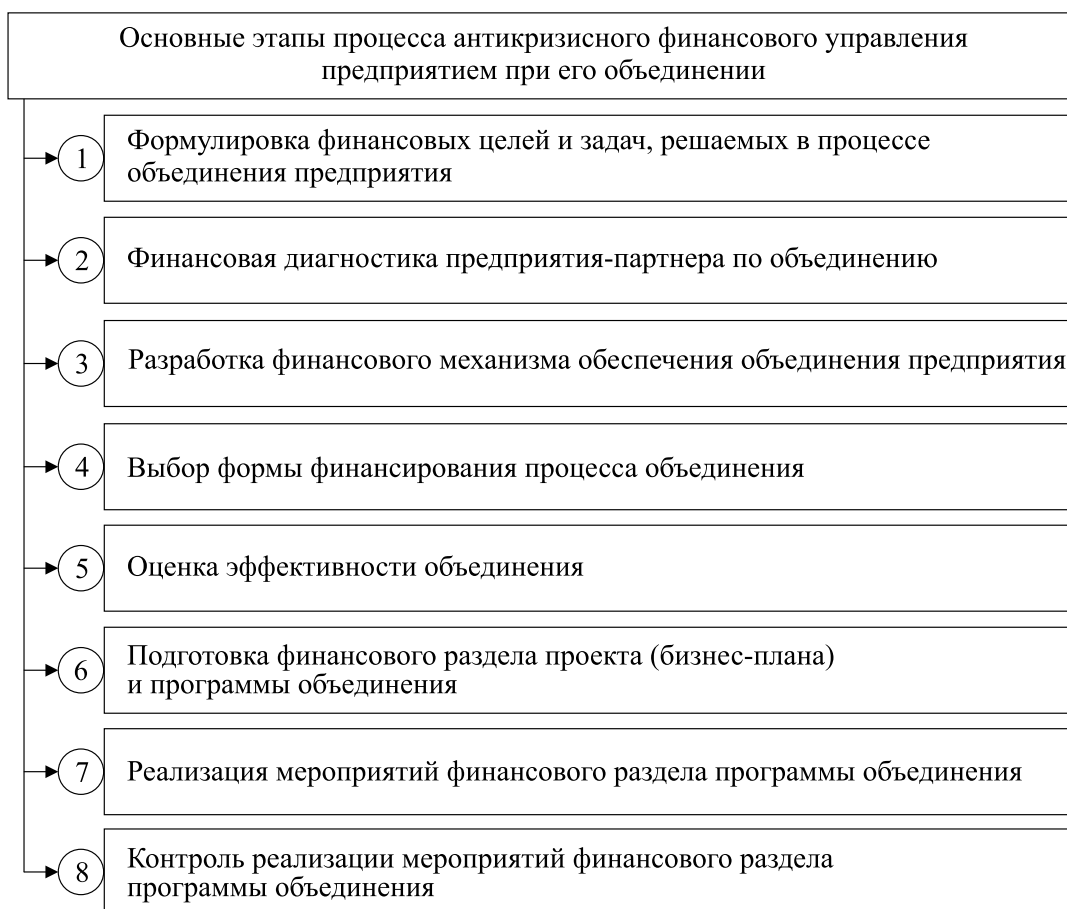 Основные этапы процесса антикризисного финансового управления
предприятием при его объединении
1
Формулировка финансовых целей и задач, решаемых в процессе
объединения предприятия
2
Финансовая диагностика предприятия-партнера по объединению
3
Разработка финансового механизма обеспечения объединения предприятия
4
Выбор формы финансирования процесса объединения
5
Оценка эффективности объединения
6
Подготовка финансового раздела проекта (бизнес-плана)
и программы объединения
7
Реализация мероприятий финансового раздела программы объединения
8
Контроль реализации мероприятий финансового раздела
программы объединения